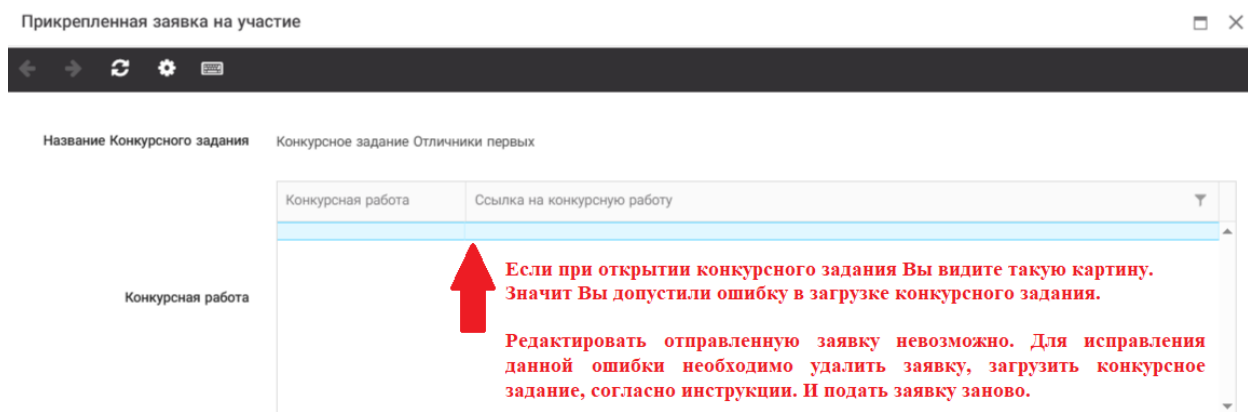 Прикрепленная заявка на участие
Название Конкурсного задания
Конкурсное задание Отличники первых
Конкурсная работа
Ссылка на конкурсную работу
Конкурсная работа
Если при открытии конкурсного задания Вы видите такую картину.
Значит Вы допустили ошибку в загрузке конкурсного задания.
Редактировать отправленную заявку невозможно. Для исправления
данной ошибки необходимо удалить заявку, загрузить конкурсное
задание, согласно инструкции. И подать заявку заново.